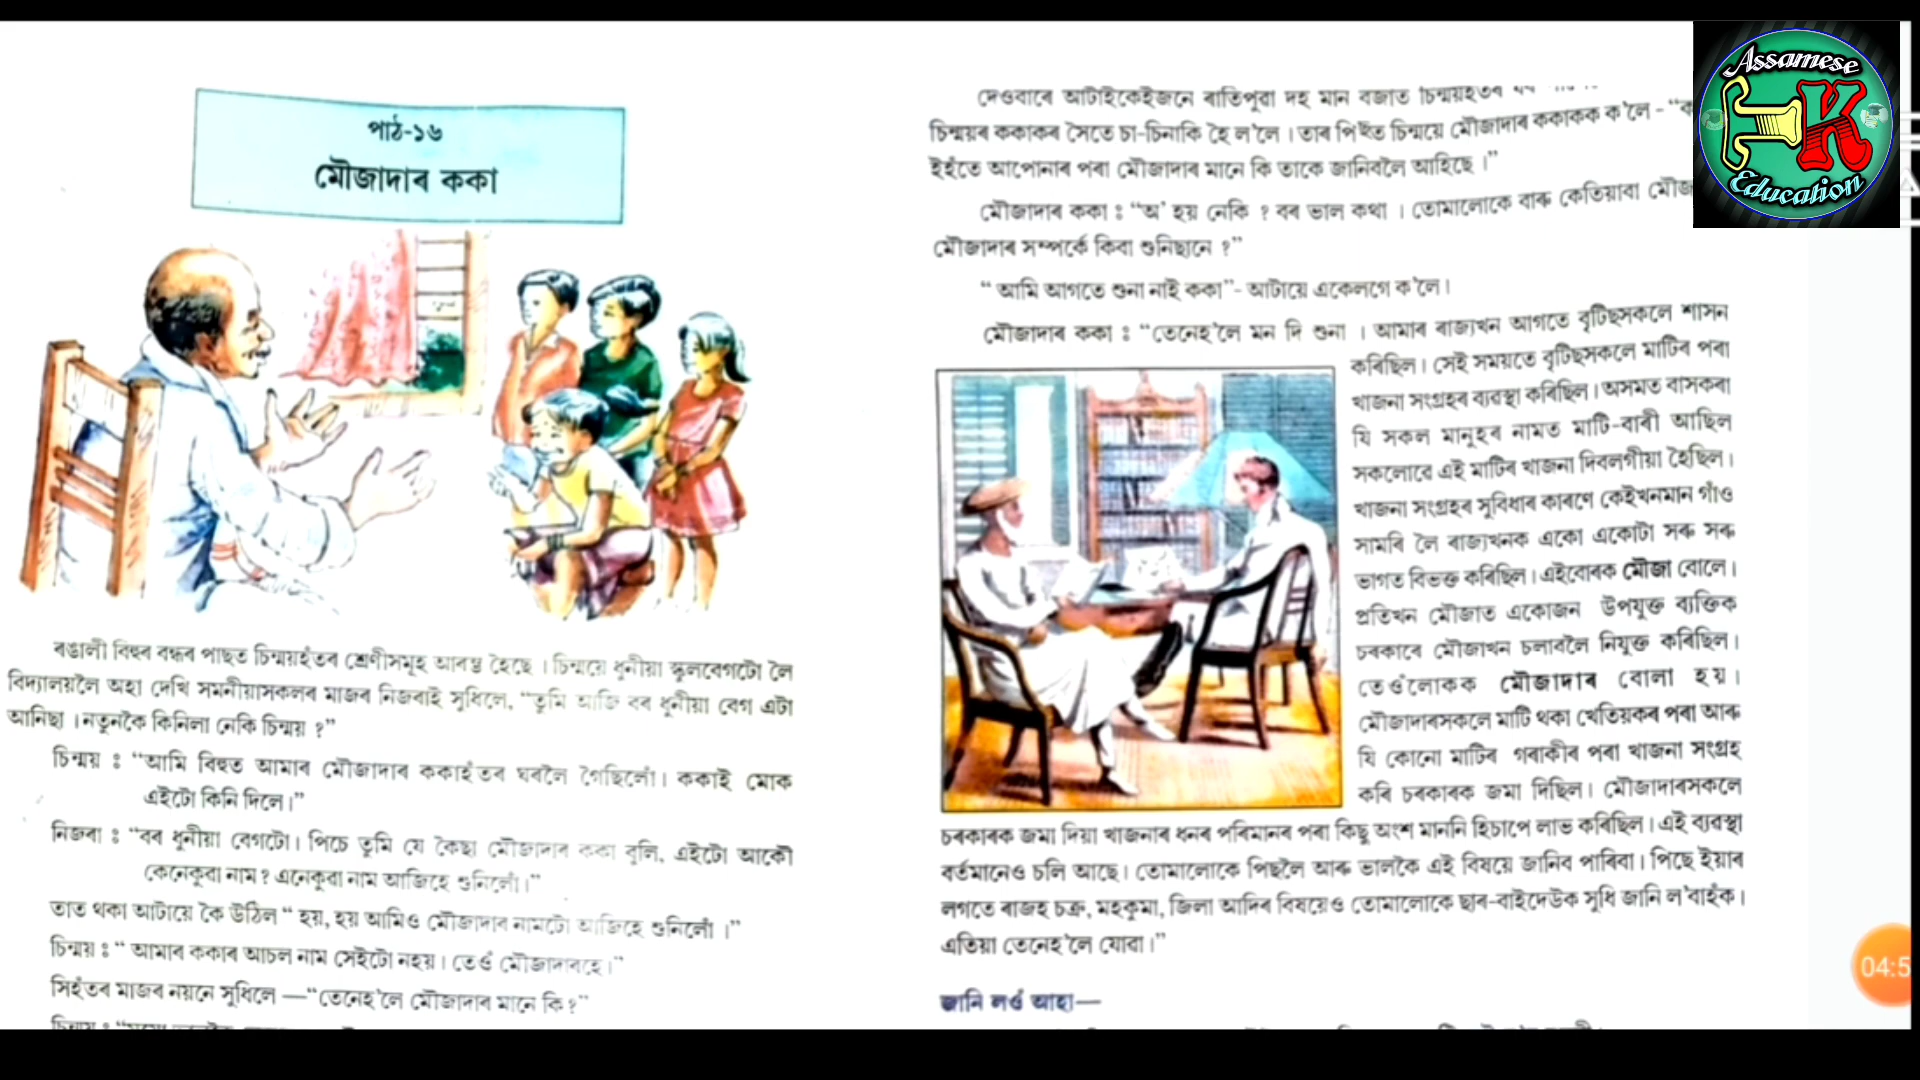 পাঠ-১৬
মৌজাদাৰ ককা
ৰঙালী বিহুৰ বন্ধৰ পাছত চিন্ময়হঁতৰ শ্ৰেণীসমূহ আৰম্ভ হৈছে । চিন্ময়ে ধুনীয়া স্কুলবেগটো লৈ
বিদ্যালয়লৈ অহা দেখি সমনীয়াসকলৰ মাজৰ নিজৰাই সুধিলে, “তুমি আজি বৰ ধুনীয়া বেগ এটা
আনিছা । নতুনকৈ কিনিলা নেকি চিন্ময় ?”
চিন্ময় ঃ “আমি বিহুত আমাৰ মৌজাদাৰ ককাহঁতৰ ঘৰলৈ গৈছিলোঁ। ককাই মোক
এইটো কিনি দিলে।”
নিজৰা ঃ “বৰ ধুনীয়া বেগটো। পিচে তুমি যে কৈছা মৌজাদাৰ ককা বুলি, এইটো আকৌ
কেনেকুৱা নাম? এনেকুৱা নাম আজিহে শুনিলোঁ।”
তাত থকা আটায়ে কৈ উঠিল “ হয়, হয় আমিও মৌজাদাৰ নামটো আজিহে শুনিলোঁ ।”
চিন্ময় ঃ “ আমাৰ ককাৰ আচল নাম সেইটো নহয়। তেওঁ মৌজাদাৰহে।”
সিহঁতৰ মাজৰ নয়নে সুধিলে —“তেনেহ'লে মৌজাদাৰ মানে কি ?”
চিন্ময় ঃ
দেওবাৰে আটাইকেইজনে ৰাতিপুৱা দহ মান বজাত চিন্ময়হঁতৰ
চিন্ময়ৰ ককাকৰ সৈতে চা-চিনাকি হৈ ল'লে । তাৰ পিছত চিন্ময়ে মৌজাদাৰ ককাকক ক'লে - “ক
ইহঁতে আপোনাৰ পৰা মৌজাদাৰ মানে কি তাকে জানিবলৈ আহিছে ।”
মৌজাদাৰ ককা ঃ “অ' হয় নেকি ? বৰ ভাল কথা । তোমালোকে বাৰু কেতিয়াবা মৌজ
মৌজাদাৰ সম্পৰ্কে কিবা শুনিছানে ?”
“ আমি আগতে শুনা নাই ককা”- আটায়ে একেলগে ক'লে।
মৌজাদাৰ ককা ঃ “তেনেহ'লে মন দি শুনা । আমাৰ ৰাজ্যখন আগতে বৃটিছসকলে শাসন
কৰিছিল। সেই সময়তে বৃটিছসকলে মাটিৰ পৰা
খাজনা সংগ্ৰহৰ ব্যৱস্থা কৰিছিল। অসমত বাসকৰা
যি সকল মানুহৰ নামত মাটি-বাৰী আছিল
সকলোৱে এই মাটিৰ খাজনা দিবলগীয়া হৈছিল।
খাজনা সংগ্ৰহৰ সুবিধাৰ কাৰণে কেইখনমান গাঁও
সামৰি লৈ ৰাজ্যখনক একো একোটা সৰু সৰু
ভাগত বিভক্ত কৰিছিল। এইবোৰক মৌজা বোলে।
প্ৰতিখন মৌজাত একোজন উপযুক্ত ব্যক্তিক
চৰকাৰে মৌজাখন চলাবলৈ নিযুক্ত কৰিছিল।
তেওঁলোকক মৌজাদাৰ বোলা হয়।
মৌজাদাৰসকলে মাটি থকা খেতিয়কৰ পৰা আৰু
যি কোনো মাটিৰ গৰাকীৰ পৰা খাজনা সংগ্ৰহ
কৰি চৰকাৰক জমা দিছিল। মৌজাদাৰসকলে
চৰকাৰক জমা দিয়া খাজনাৰ ধনৰ পৰিমানৰ পৰা কিছু অংশ মাননি হিচাপে লাভ কৰিছিল। এই ব্যৱস্থা
বৰ্তমানেও চলি আছে। তোমালোকে পিছলৈ আৰু ভালকৈ এই বিষয়ে জানিব পাৰিবা। পিছে ইয়াৰ
লগতে ৰাজহ চক্ৰ, মহকুমা, জিলা আদিৰ বিষয়েও তোমালোকে ছাৰ-বাইদেউক সুধি জানি ল'বাহঁক।
এতিয়া তেনেহ'লে যোৱা।”
জানি লওঁ আহা—
Assamese
HK
Education
04:5